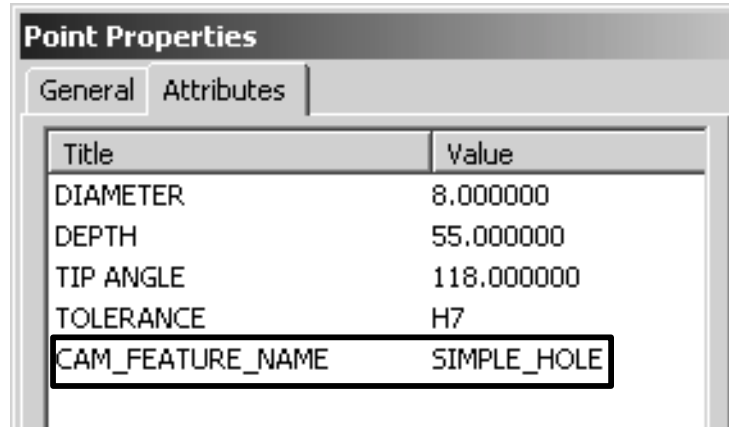 Point Properties
General Attributes
Title Value
DIAMETER 8.000000
DEPTH 55.000000
TIP ANGLE 118.000000
TOLERANCE H7
CAM_FEATURE_NAME SIMPLE_HOLE